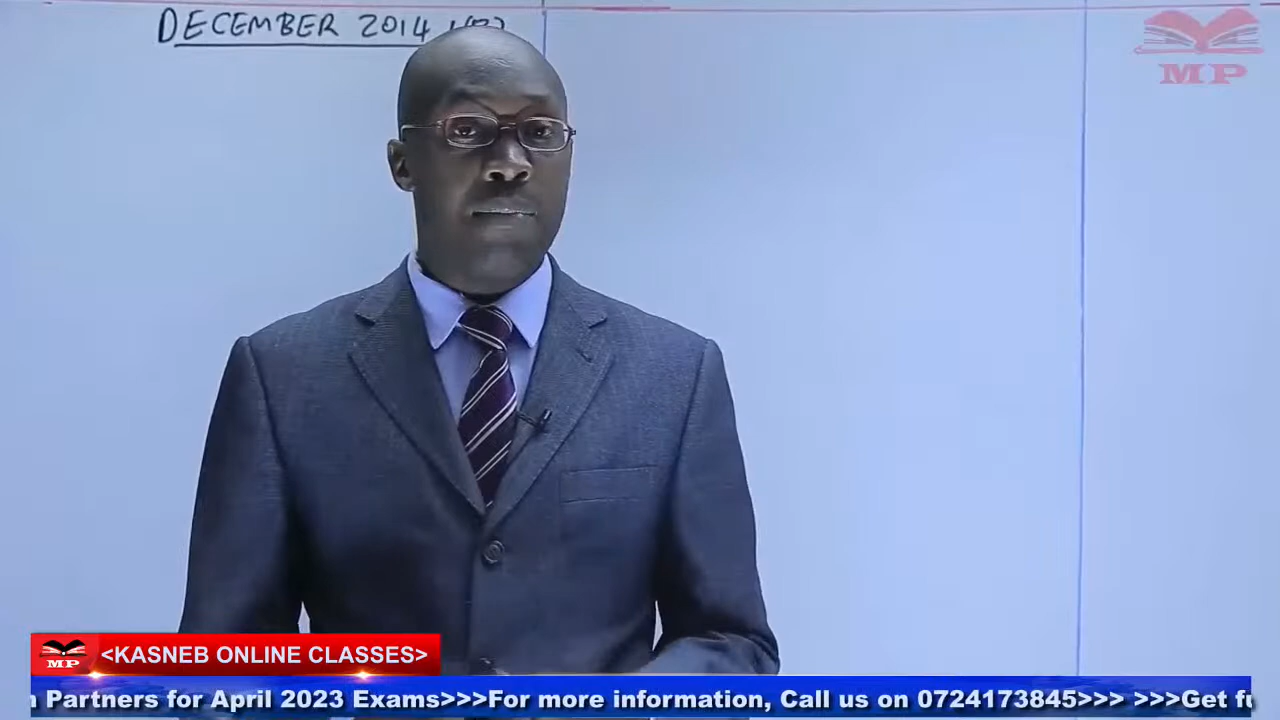 DECEMBER 2014
MP
MP <KASNEB ONLINE CLASSES>
Partners for April 2023 Exams>>>For more information, Call us on 0724173845>>> >>>Get